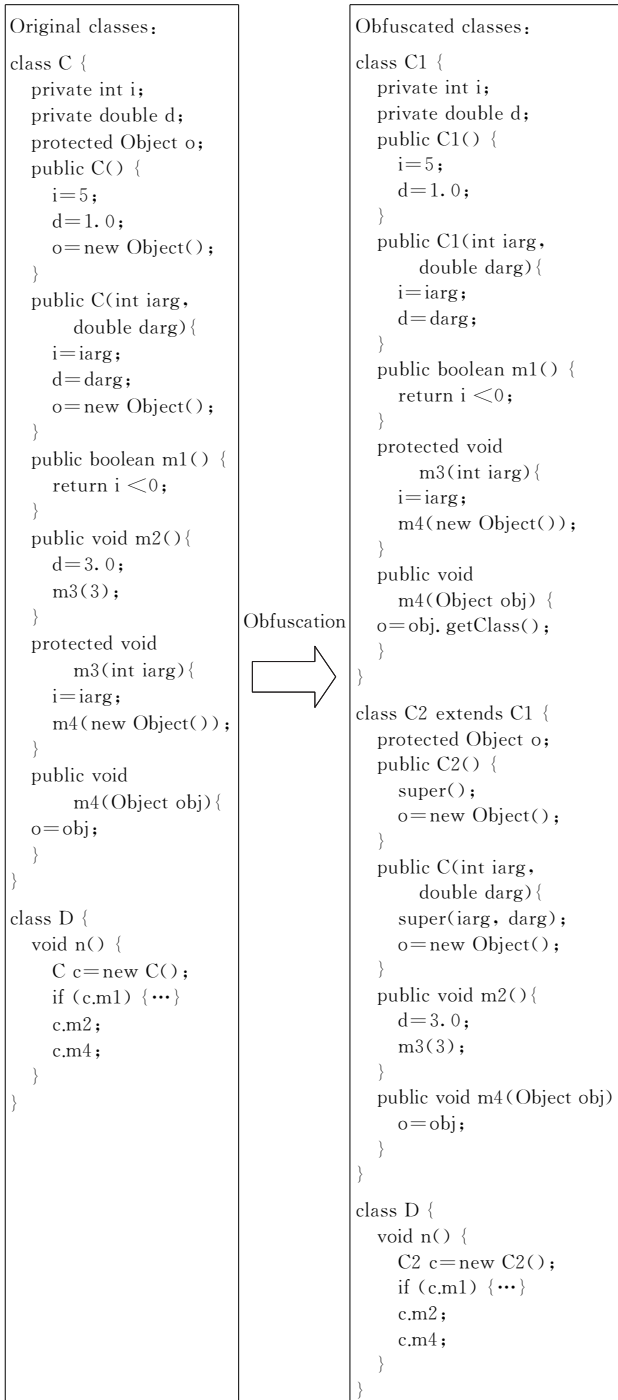 Original classes:
class C {
private int i;
private double d;
protected Object o;
public C() {
i=5;
d=1.0;
o=new Object();
}
public C(int iarg,
double darg){
i=iarg;
d=darg;
o=new Object();
}
public boolean m1() {
return i <0;
}
public void m2(){
d=3.0;
m3(3);
}
protected void
m3(int iarg){
i=iarg;
m4(new Object());
}
public void
m4(Object obj){
o=obj;
}
}
class D {
void n() {
C c=new C();
if (c.m1) {…}
c.m2;
c.m4;
}
}
Obfuscation
Obfuscated classes:
class C1 {
private int i;
private double d;
public C1() {
i=5;
d=1.0;
}
public C1(int iarg,
double darg){
i=iarg;
d=darg;
}
public boolean m1() {
return i <0;
}
protected void
m3(int iarg){
i=iarg;
m4(new Object());
}
public void
m4(Object obj) {
o=obj.getClass();
}
}
class C2 extends C1 {
protected Object o;
public C2() {
super();
o=new Object();
}
public C(int iarg,
double darg){
super(iarg, darg);
o=new Object();
}
public void m2(){
d=3.0;
m3(3);
}
public void m4(Object obj)
o=obj;
}
}
class D {
void n() {
C2 c=new C2();
if (c.m1) {…}
c.m2;
c.m4;
}
}